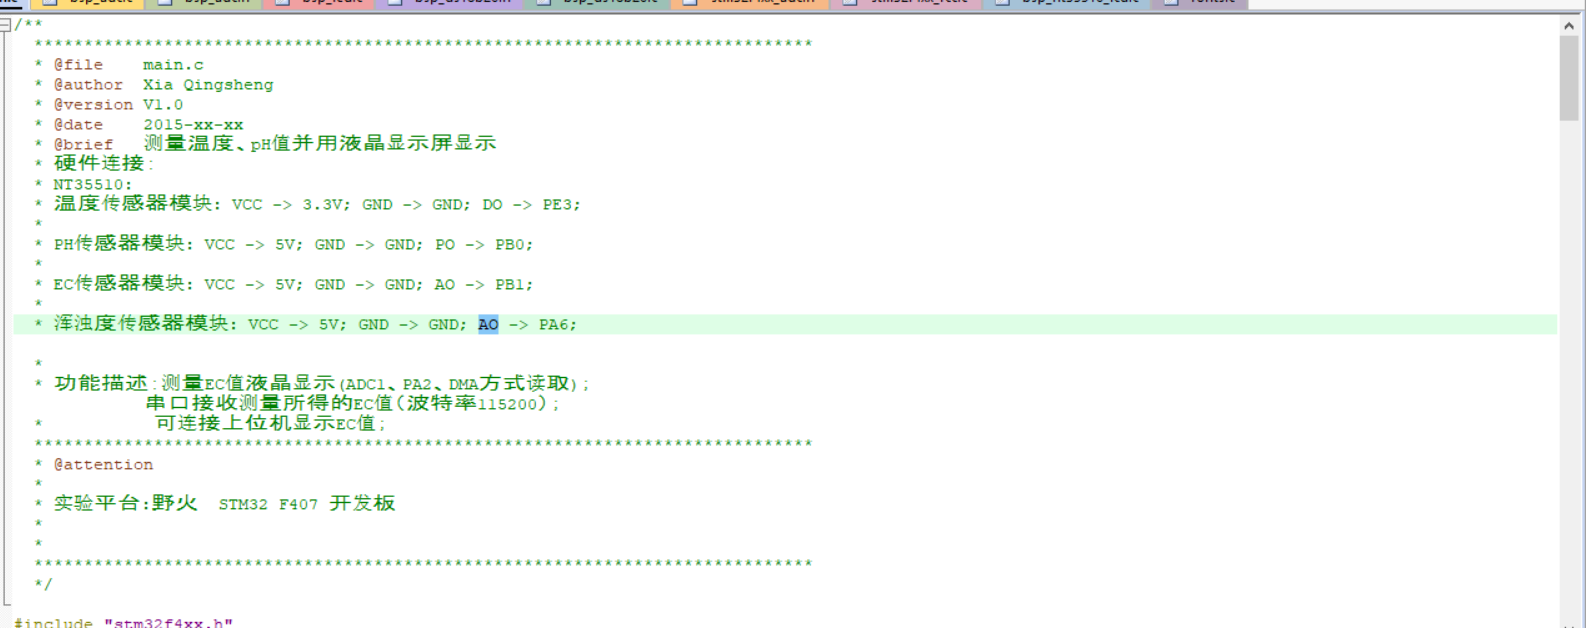 /**
******************************************************************************
* @file    main.c
* @author  Xia Qingsheng
* @version V1.0
* @date    2015-xx-xx
* @brief   测量温度、pH值并用液晶显示屏显示
* 硬件连接:
* NT35510:
* 温度传感器模块: VCC -> 3.3V; GND -> GND; DO -> PE3;
*
* PH传感器模块: VCC -> 5V; GND -> GND; PO -> PB0;
*
* EC传感器模块: VCC -> 5V; GND -> GND; AO -> PB1;
*
* 浑浊度传感器模块: VCC -> 5V; GND -> GND; AO -> PA6;
*
* 功能描述:测量EC值液晶显示(ADC1、PA2、DMA方式读取);
串口接收测量所得的EC值(波特率115200);
* 可连接上位机显示EC值;
******************************************************************************
* @attention
*
* 实验平台:野火  STM32 F407 开发板
*
*
******************************************************************************
*/
#include "stm32f4xx.h"